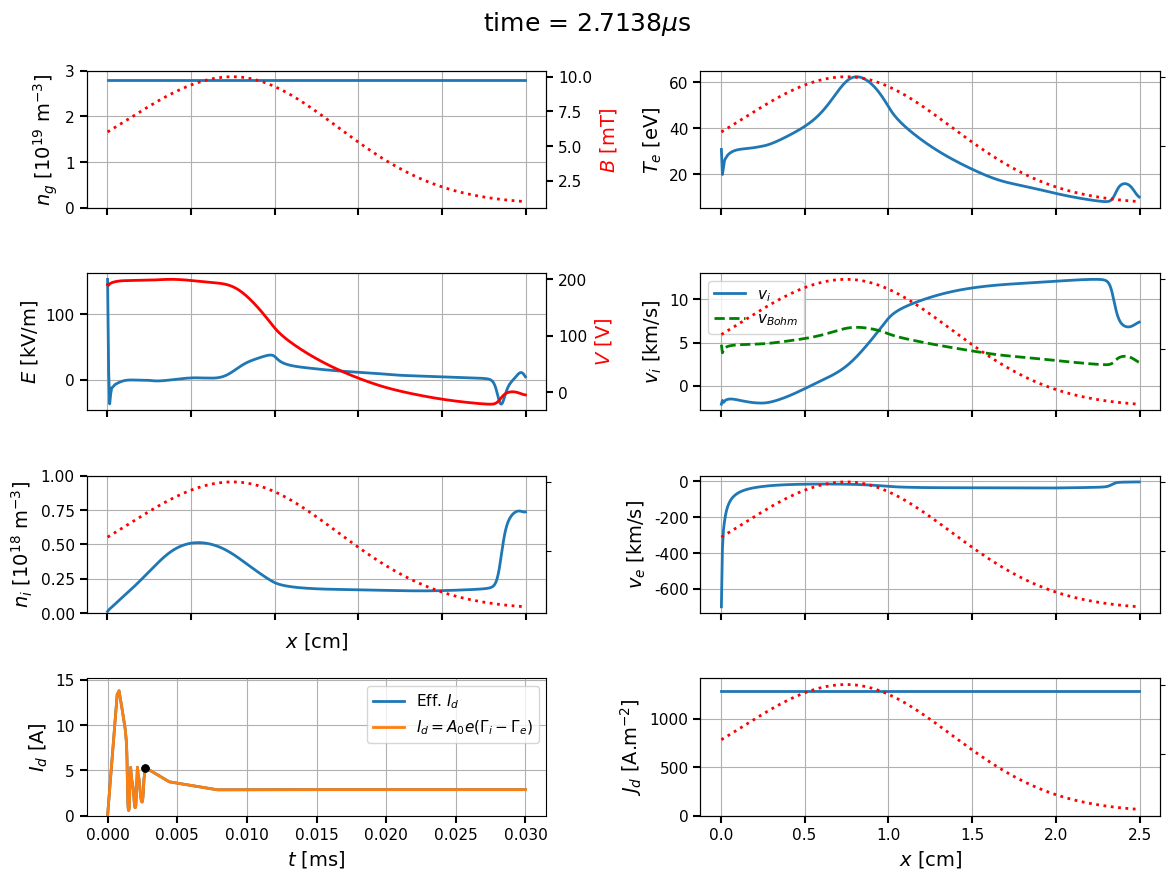 time = 2.7138μs
n_g [10^19 m^-3]
3
2
1
0
10.0
7.5
5.0
2.5
B [mT]
T_e [eV]
60
40
20
E [kV/m]
100
0
200
100
0
V [V]
v_i [km/s]
10
5
0
v_i
v_Bohm
n_i [10^18 m^-3]
1.00
0.75
0.50
0.25
0.00
x [cm]
v_e [km/s]
0
-200
-400
-600
I_d [A]
15
10
5
0
Eff. I_d
I_d = A_0e(Γ_i − Γ_e)
0.000 0.005 0.010 0.015 0.020 0.025 0.030
t [ms]
J_d [A.m^-2]
1000
500
0
0.0 0.5 1.0 1.5 2.0 2.5
x [cm]